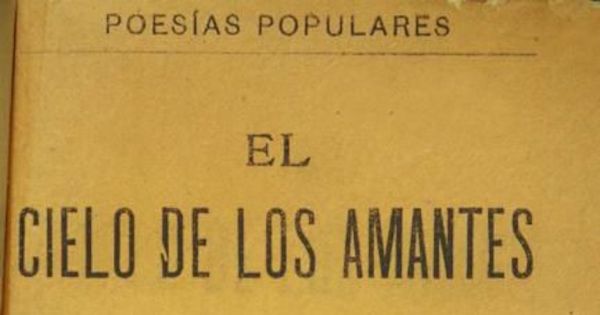 POESÍAS POPULARES
EL
CIELO DE LOS AMANTES